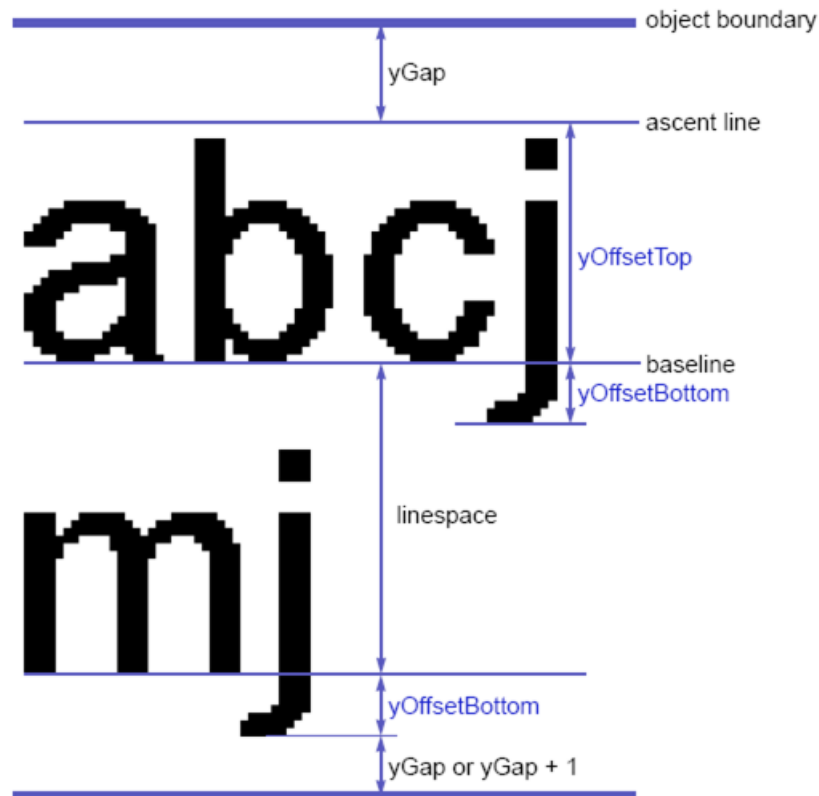 object boundary
yGap
ascent line
abcj
yOffsetTop
baseline
yOffsetBottom
linespace
mj
yOffsetBottom
yGap or yGap + 1